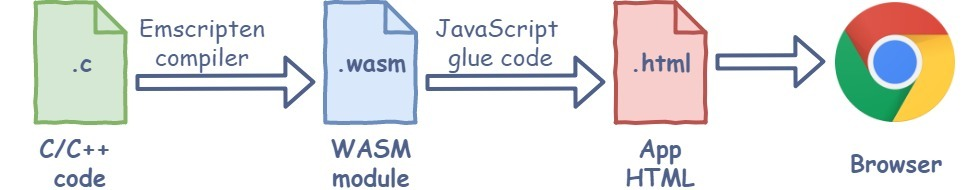 Emscripten
compiler
JavaScript
glue code
.c
.wasm
.html
C/C++
code
WASM
module
App
HTML
Browser